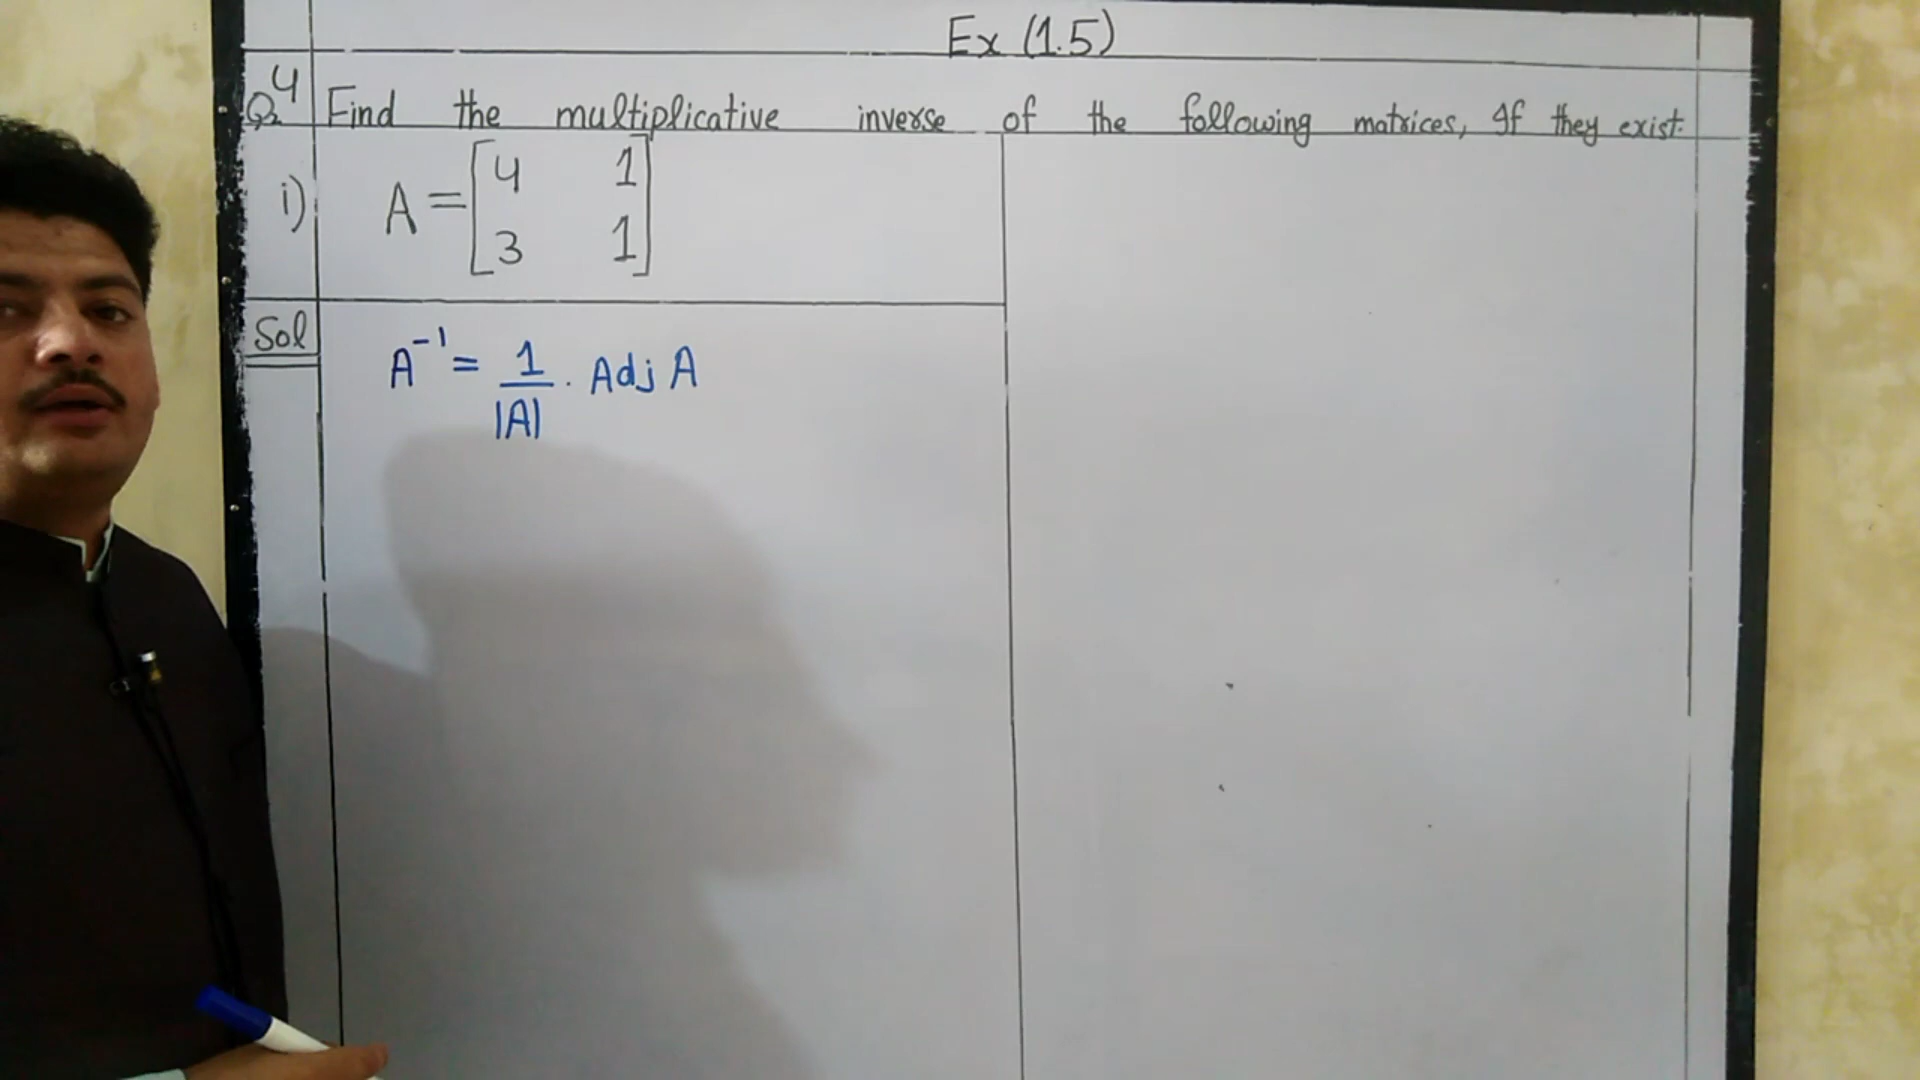 Ex (1.5)
Q4 Find the multiplicative inverse of the following matrices, If they exist.
i) A = [4 1
3 1]
Sol
A⁻¹ = 1/|A| . Adj A